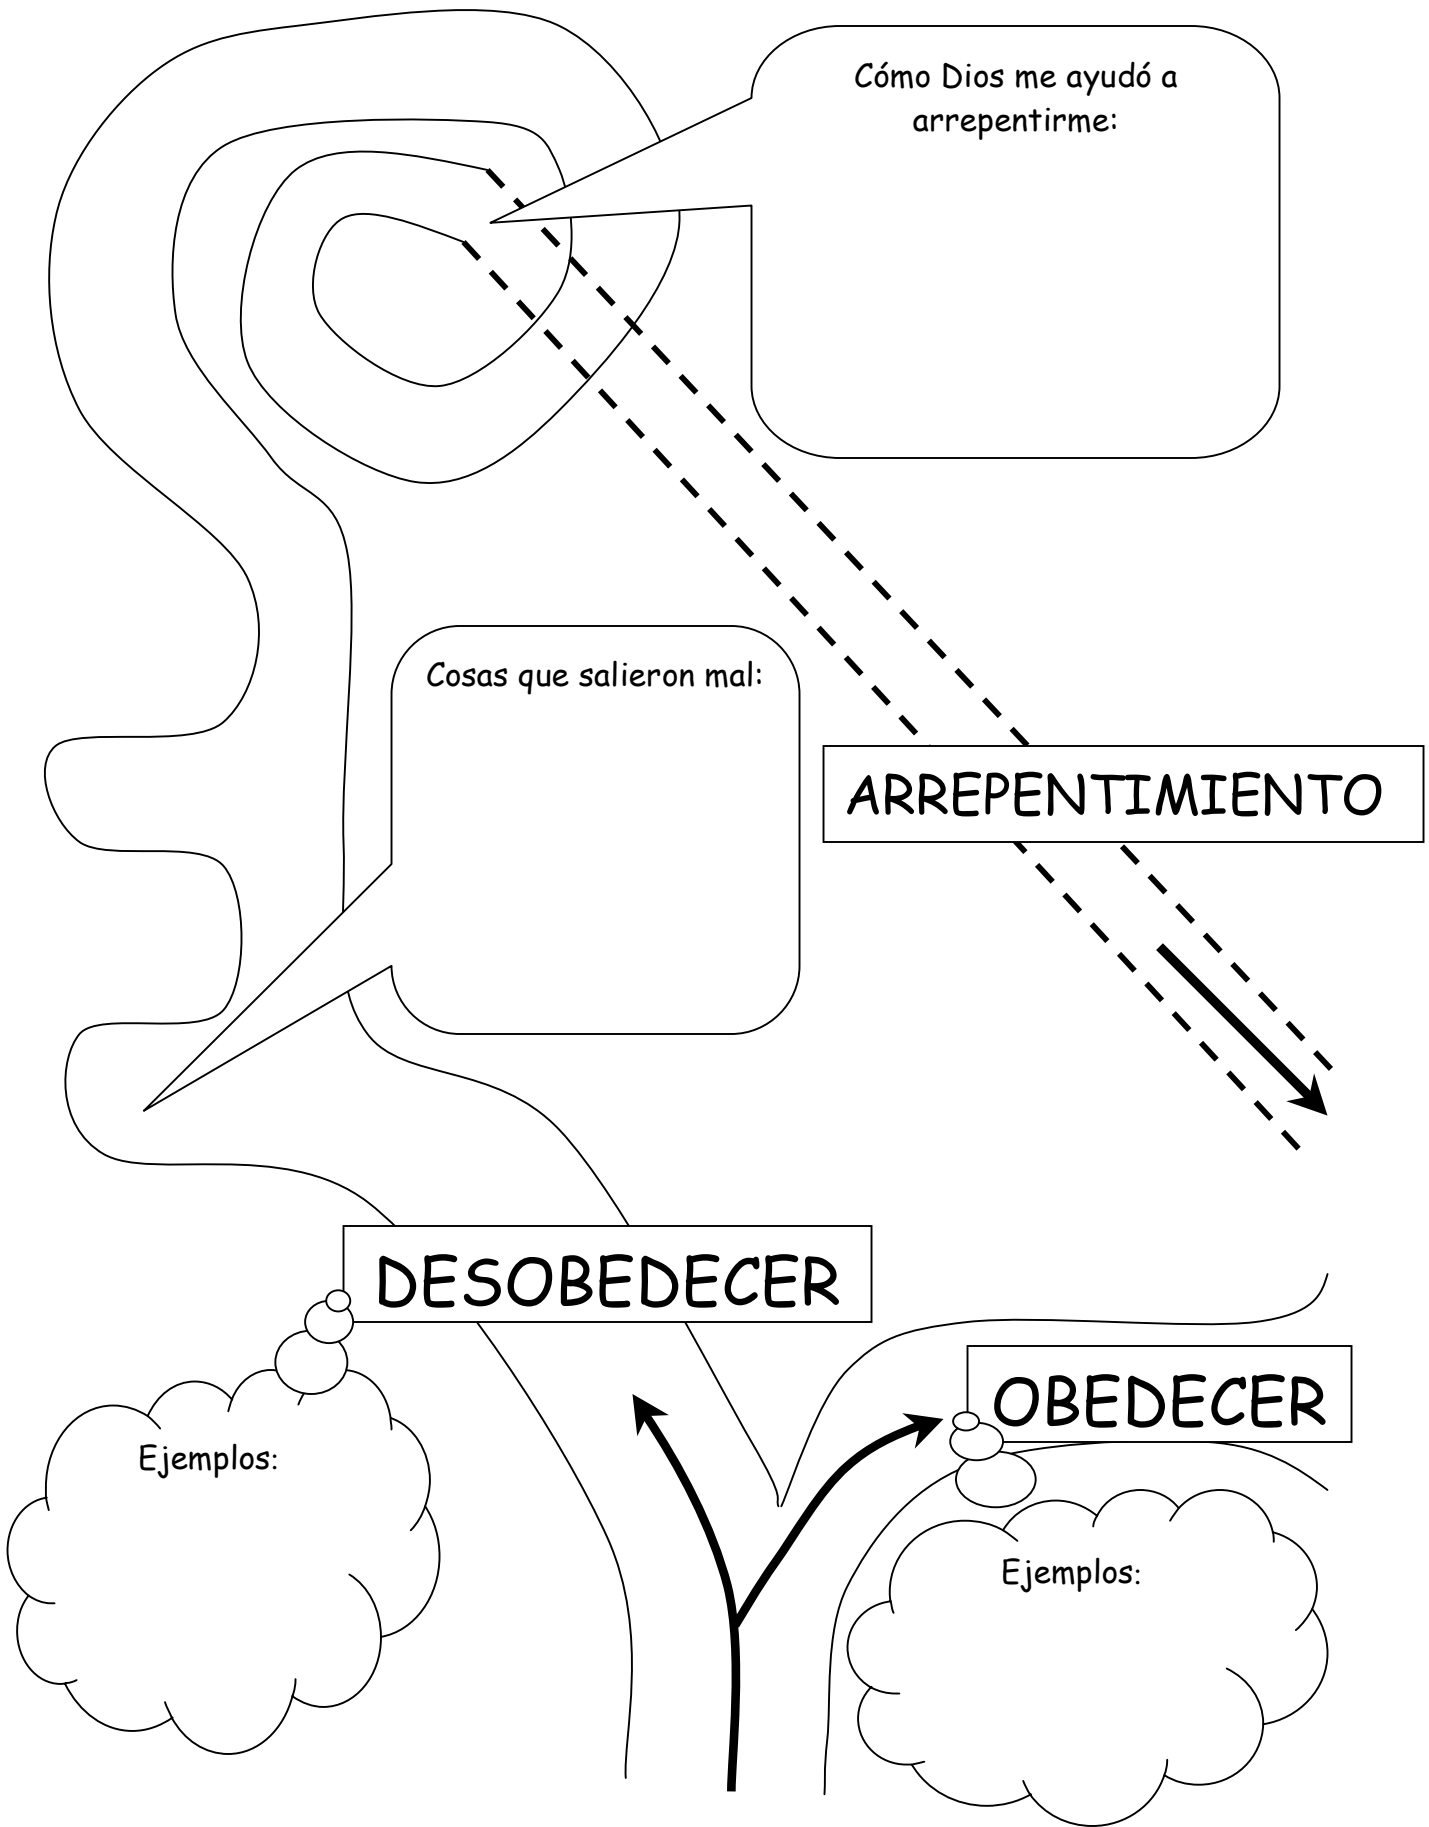 Cómo Dios me ayudó a
arrepentirme:
Cosas que salieron mal:
ARREPENTIMIENTO
DESOBEDECER
OBEDECER
Ejemplos:
Ejemplos: